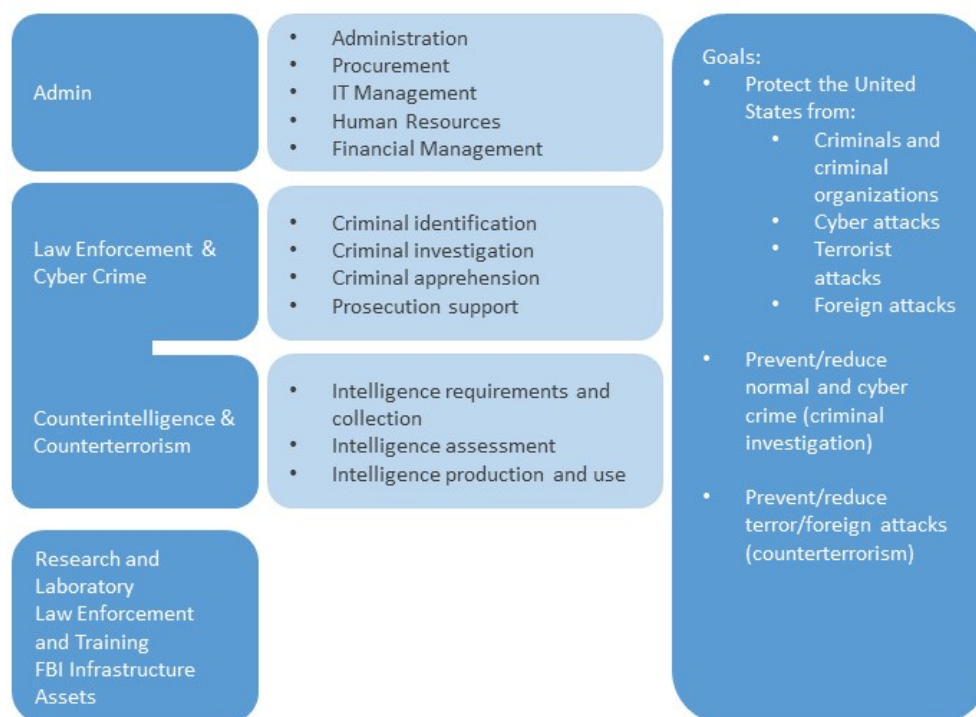 Admin
• Administration
• Procurement
• IT Management
• Human Resources
• Financial Management
Law Enforcement &
Cyber Crime
• Criminal identification
• Criminal investigation
• Criminal apprehension
• Prosecution support
Counterintelligence &
Counterterrorism
• Intelligence requirements and
collection
• Intelligence assessment
• Intelligence production and use
Research and
Laboratory
Law Enforcement
and Training
FBI Infrastructure
Assets
Goals:
• Protect the United
States from:
• Criminals and
criminal
organizations
• Cyber attacks
• Terrorist
attacks
• Foreign attacks
• Prevent/reduce
normal and cyber
crime (criminal
investigation)
• Prevent/reduce
terror/foreign attacks
(counterterrorism)